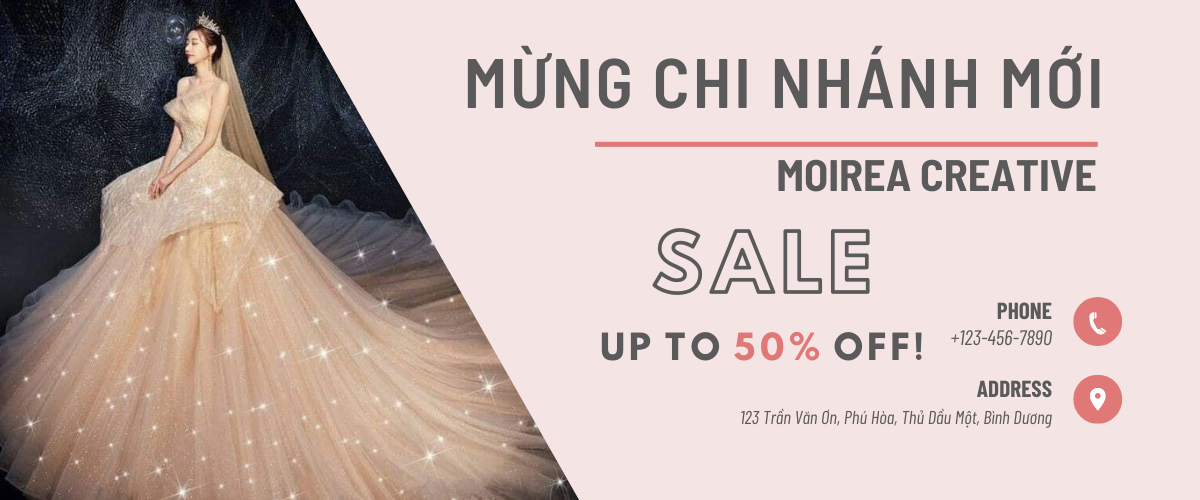 MỪNG CHI NHÁNH MỚI
MOIREA CREATIVE
SALE
UP TO 50% OFF!
PHONE
+123-456-7890
ADDRESS
123 Trần Văn Ơn, Phú Hòa, Thủ Dầu Một, Bình Dương